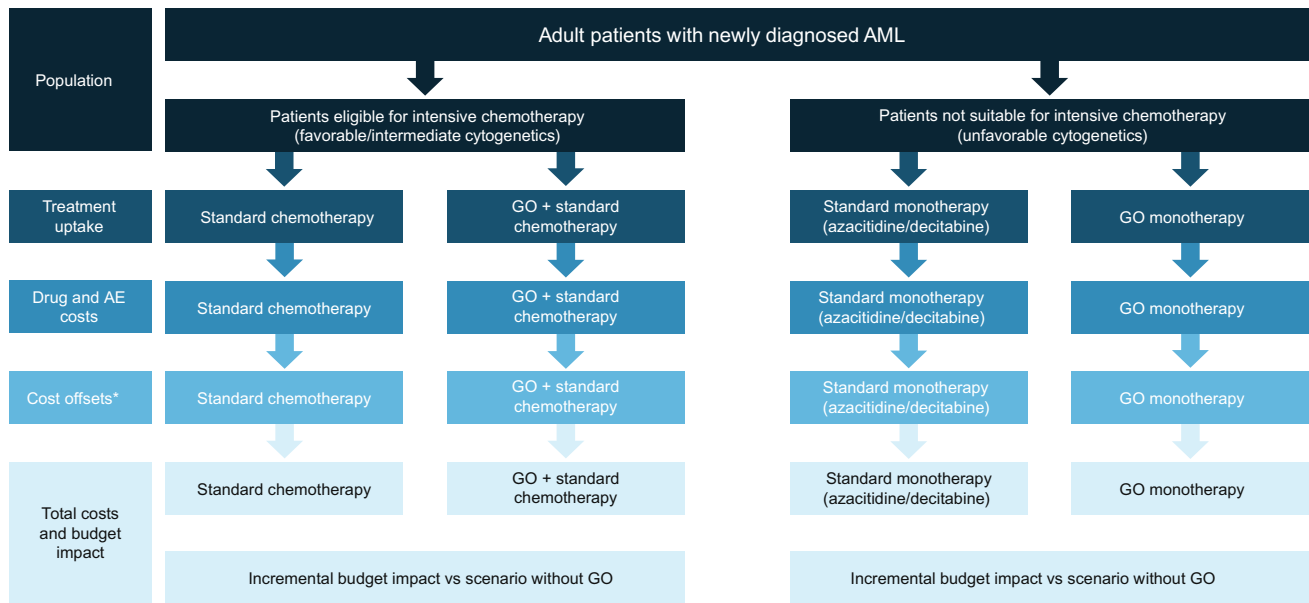 Population
Adult patients with newly diagnosed AML
Patients eligible for intensive chemotherapy
(favorable/intermediate cytogenetics)
Patients not suitable for intensive chemotherapy
(unfavorable cytogenetics)
Treatment
uptake
Standard chemotherapy
GO + standard
chemotherapy
Standard monotherapy
(azacitidine/decitabine)
GO monotherapy
Drug and AE
costs
Standard chemotherapy
GO + standard
chemotherapy
Standard monotherapy
(azacitidine/decitabine)
GO monotherapy
Cost offsets*
Standard chemotherapy
GO + standard
chemotherapy
Standard monotherapy
(azacitidine/decitabine)
GO monotherapy
Total costs
and budget
impact
Standard chemotherapy
GO + standard
chemotherapy
Standard monotherapy
(azacitidine/decitabine)
GO monotherapy
Incremental budget impact vs scenario without GO
Incremental budget impact vs scenario without GO